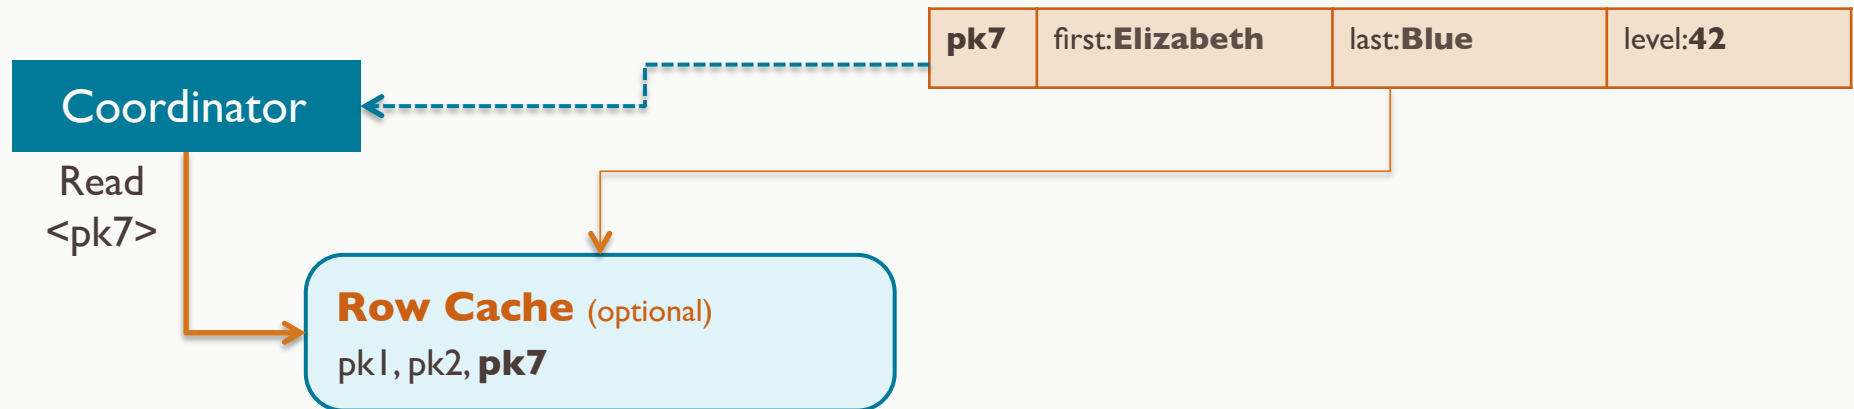 pk7 first:Elizabeth last:Blue level:42
Coordinator
Read
<pk7>
Row Cache (optional)
pk1, pk2, pk7